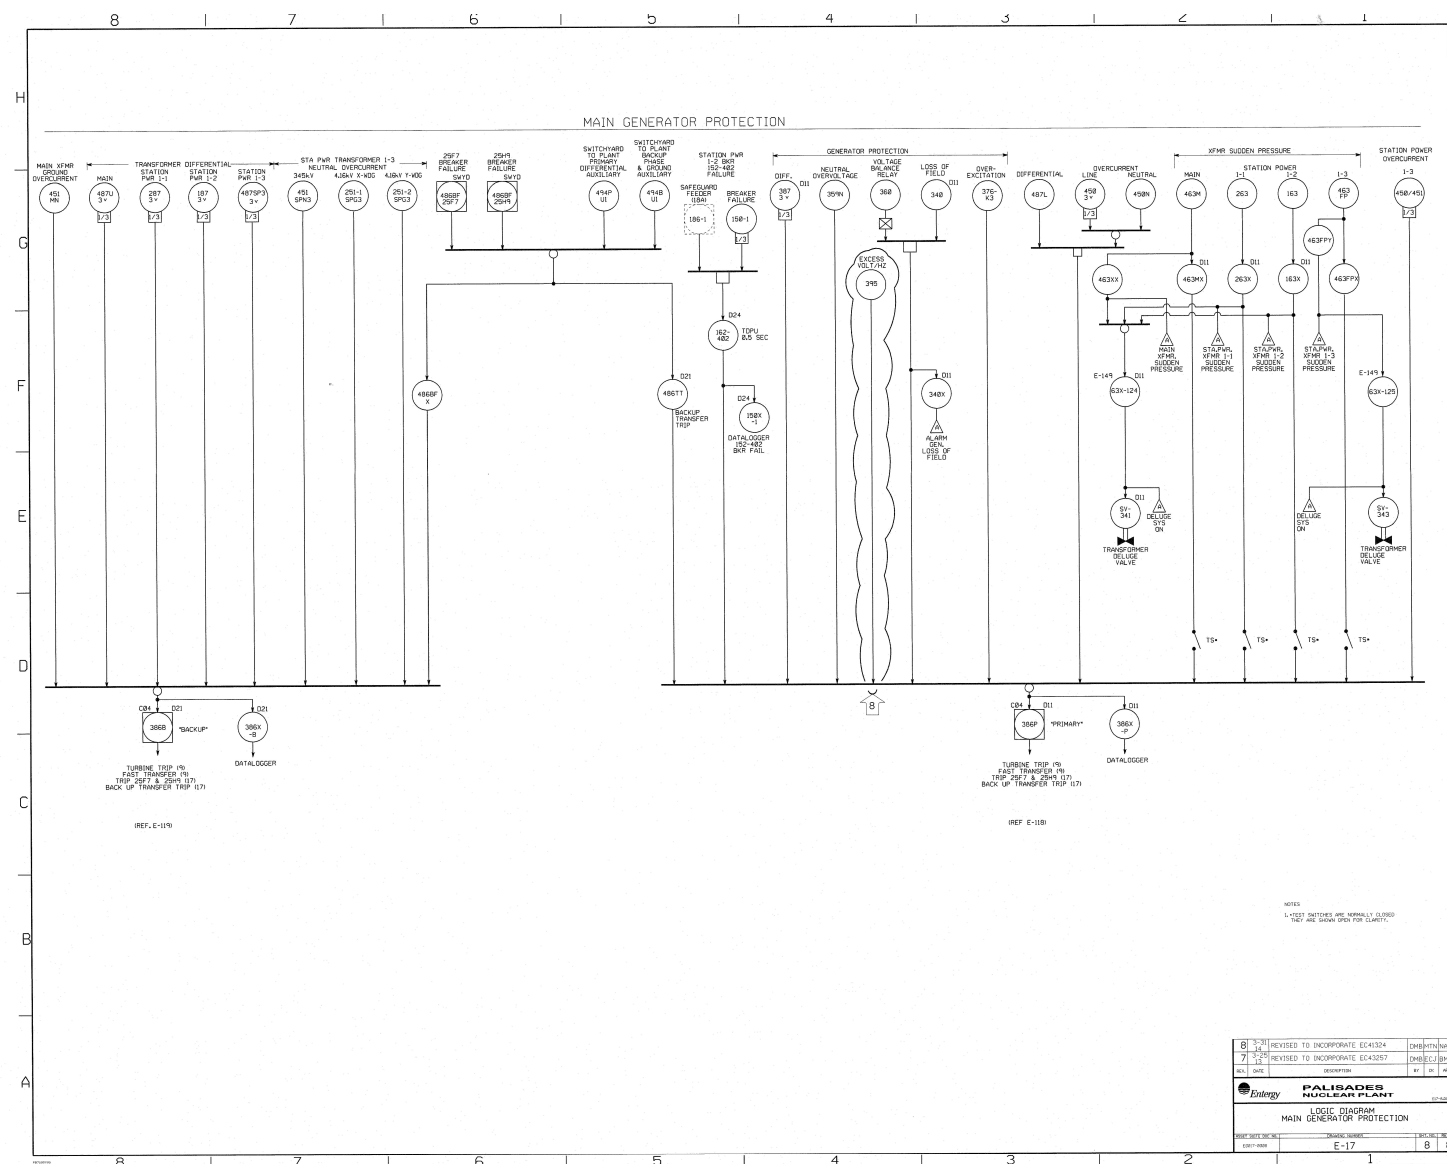 8 7 6 5 4 3 2 1
H
MAIN GENERATOR PROTECTION
MAIN XFMR
GROUND
OVERCURRENT
451
MN
TRANSFORMER DIFFERENTIAL
MAIN
487U
3 ᵞ
1/3
STATION
PWR 1-1
287
3 ᵞ
1/3
STATION
PWR 1-2
187
3 ᵞ
1/3
STATION
PWR 1-3
487SP3
3 ᵞ
1/3
STA PWR TRANSFORMER 1-3
NEUTRAL OVERCURRENT
345kV
451
SPN3
4.16kV X-WDG
251-1
SPG3
4.16kV Y-WDG
251-2
SPG3
25F7
BREAKER
FAILURE
SWYD
486BF
25F7
25H9
BREAKER
FAILURE
SWYD
486BF
25H9
SWITCHYARD
TO PLANT
PRIMARY
DIFFERENTIAL
AUXILIARY
494P
U1
SWITCHYARD
TO PLANT
BACKUP
PHASE
& GROUND
AUXILIARY
494B
U1
STATION PWR
1-2 BKR
152-402
FAILURE
SAFEGUARD
FEEDER
(18A)
186-1
BREAKER
FAILURE
150-1
1/3
GENERATOR PROTECTION
DIFF.
D11
387
3 ᵞ
1/3
NEUTRAL
OVERVOLTAGE
359N
VOLTAGE
BALANCE
RELAY
360
LOSS OF
FIELD
D11
340
OVER-
EXCITATION
376-
K3
DIFFERENTIAL
487L
OVERCURRENT
LINE
450
3 ᵞ
1/3
NEUTRAL
450N
XFMR SUDDEN PRESSURE
MAIN
463M
STATION POWER
1-1
263
1-2
163
1-3
463
FP
STATION POWER
OVERCURRENT
1-3
450/451
1/3
G
463FPY
EXCESS
VOLT/HZ
395
463XX
D11
463MX
D11
263X
D11
163X
463FPX
D24
162-
402
TDPU
0.5 SEC
A
MAIN
XFMR.
SUDDEN
PRESSURE
A
STA.PWR.
XFMR 1-1
SUDDEN
PRESSURE
A
STA.PWR.
XFMR 1-2
SUDDEN
PRESSURE
A
STA.PWR.
XFMR 1-3
SUDDEN
PRESSURE
F
486BF
X
D21
486TT
BACKUP
TRANSFER
TRIP
D24
150X
-1
DATALOGGER
152-402
BKR FAIL
D11
340X
A
ALARM
GEN.
LOSS OF
FIELD
E-149 D11
63X-124
E-149
63X-125
E
D11
SV-
341
TRANSFORMER
DELUGE
VALVE
A
DELUGE
SYS
ON
A
DELUGE
SYS
ON
SV-
343
TRANSFORMER
DELUGE
VALVE
D
TS* TS* TS* TS*
C04 D21
386B
"BACKUP"
D21
386X
-B
DATALOGGER
TURBINE TRIP (9)
FAST TRANSFER (9)
TRIP 25F7 & 25H9 (17)
BACK UP TRANSFER TRIP (17)
(REF. E-119)
8
C04 D11
386P
"PRIMARY"
D11
386X
-P
DATALOGGER
TURBINE TRIP (9)
FAST TRANSFER (9)
TRIP 25F7 & 25H9 (17)
BACK UP TRANSFER TRIP (17)
(REF E-118)
C
NOTES
1. *TEST SWITCHES ARE NORMALLY CLOSED
THEY ARE SHOWN OPEN FOR CLARITY.
B
A
8 3-31 14 REVISED TO INCORPORATE EC41324 DMB MTN
7 3-25 13 REVISED TO INCORPORATE EC43257 DMB ECJ
REV. DATE DESCRIPTION BY
Entergy
PALISADES
NUCLEAR PLANT
LOGIC DIAGRAM
MAIN GENERATOR PROTECTION
DRAWING NUMBER
E-17 8
8 7 6 5 4 3 2 1